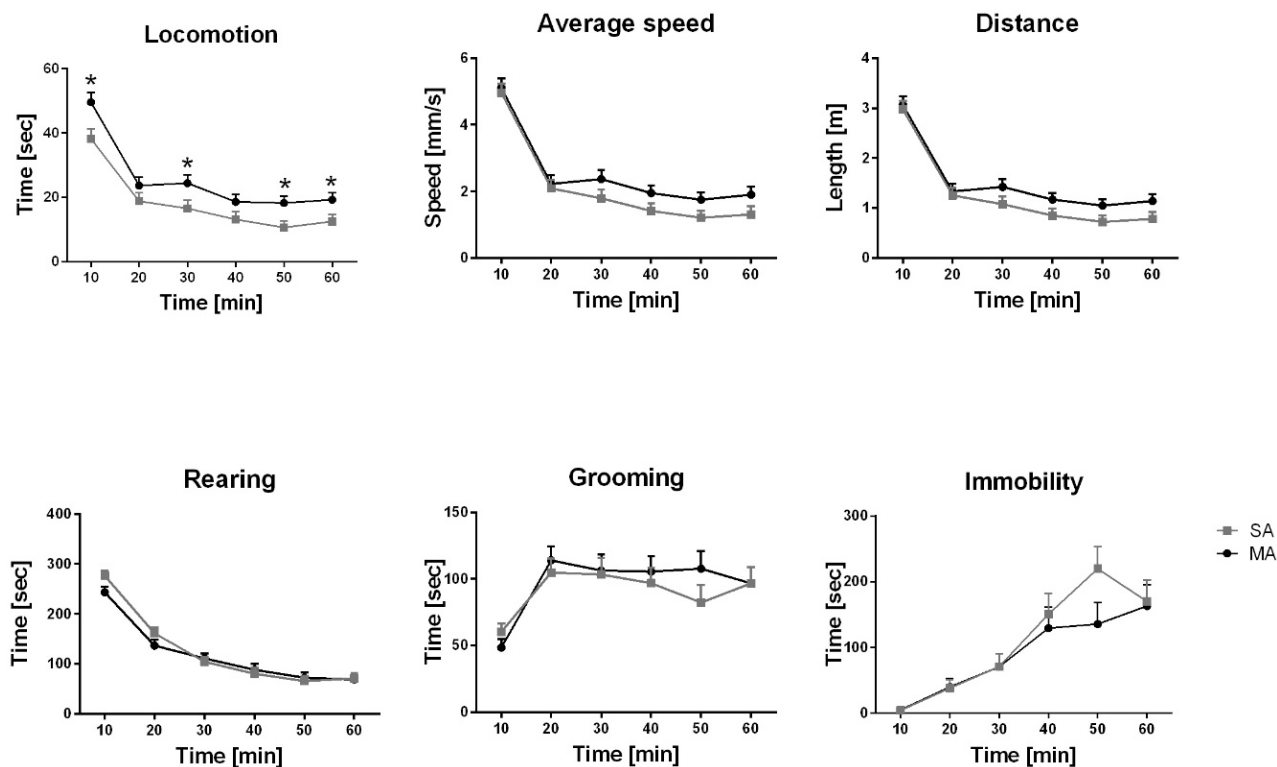 Locomotion
Time [sec]
60
40
20
0
*
*
*
*
10 20 30 40 50 60
Time [min]
Average speed
Speed [mm/s]
6
4
2
0
10 20 30 40 50 60
Time [min]
Distance
Length [m]
4
3
2
1
0
10 20 30 40 50 60
Time [min]
Rearing
Time [sec]
400
300
200
100
0
10 20 30 40 50 60
Time [min]
Grooming
Time [sec]
150
100
50
0
10 20 30 40 50 60
Time [min]
Immobility
Time [sec]
300
200
100
0
10 20 30 40 50 60
Time [min]
SA
MA